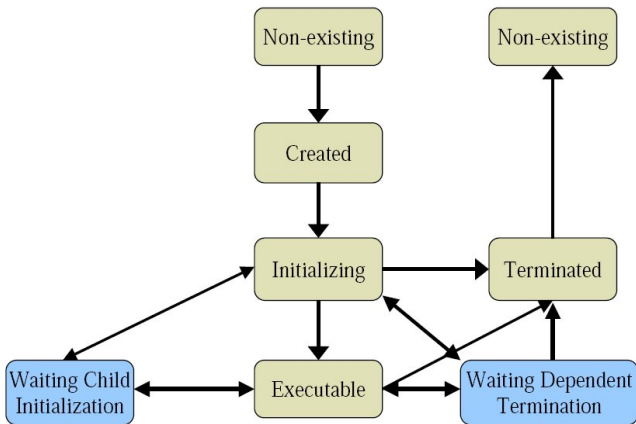 Non-existing
Non-existing
Created
Initializing
Terminated
Waiting Child
Initialization
Executable
Waiting Dependent
Termination